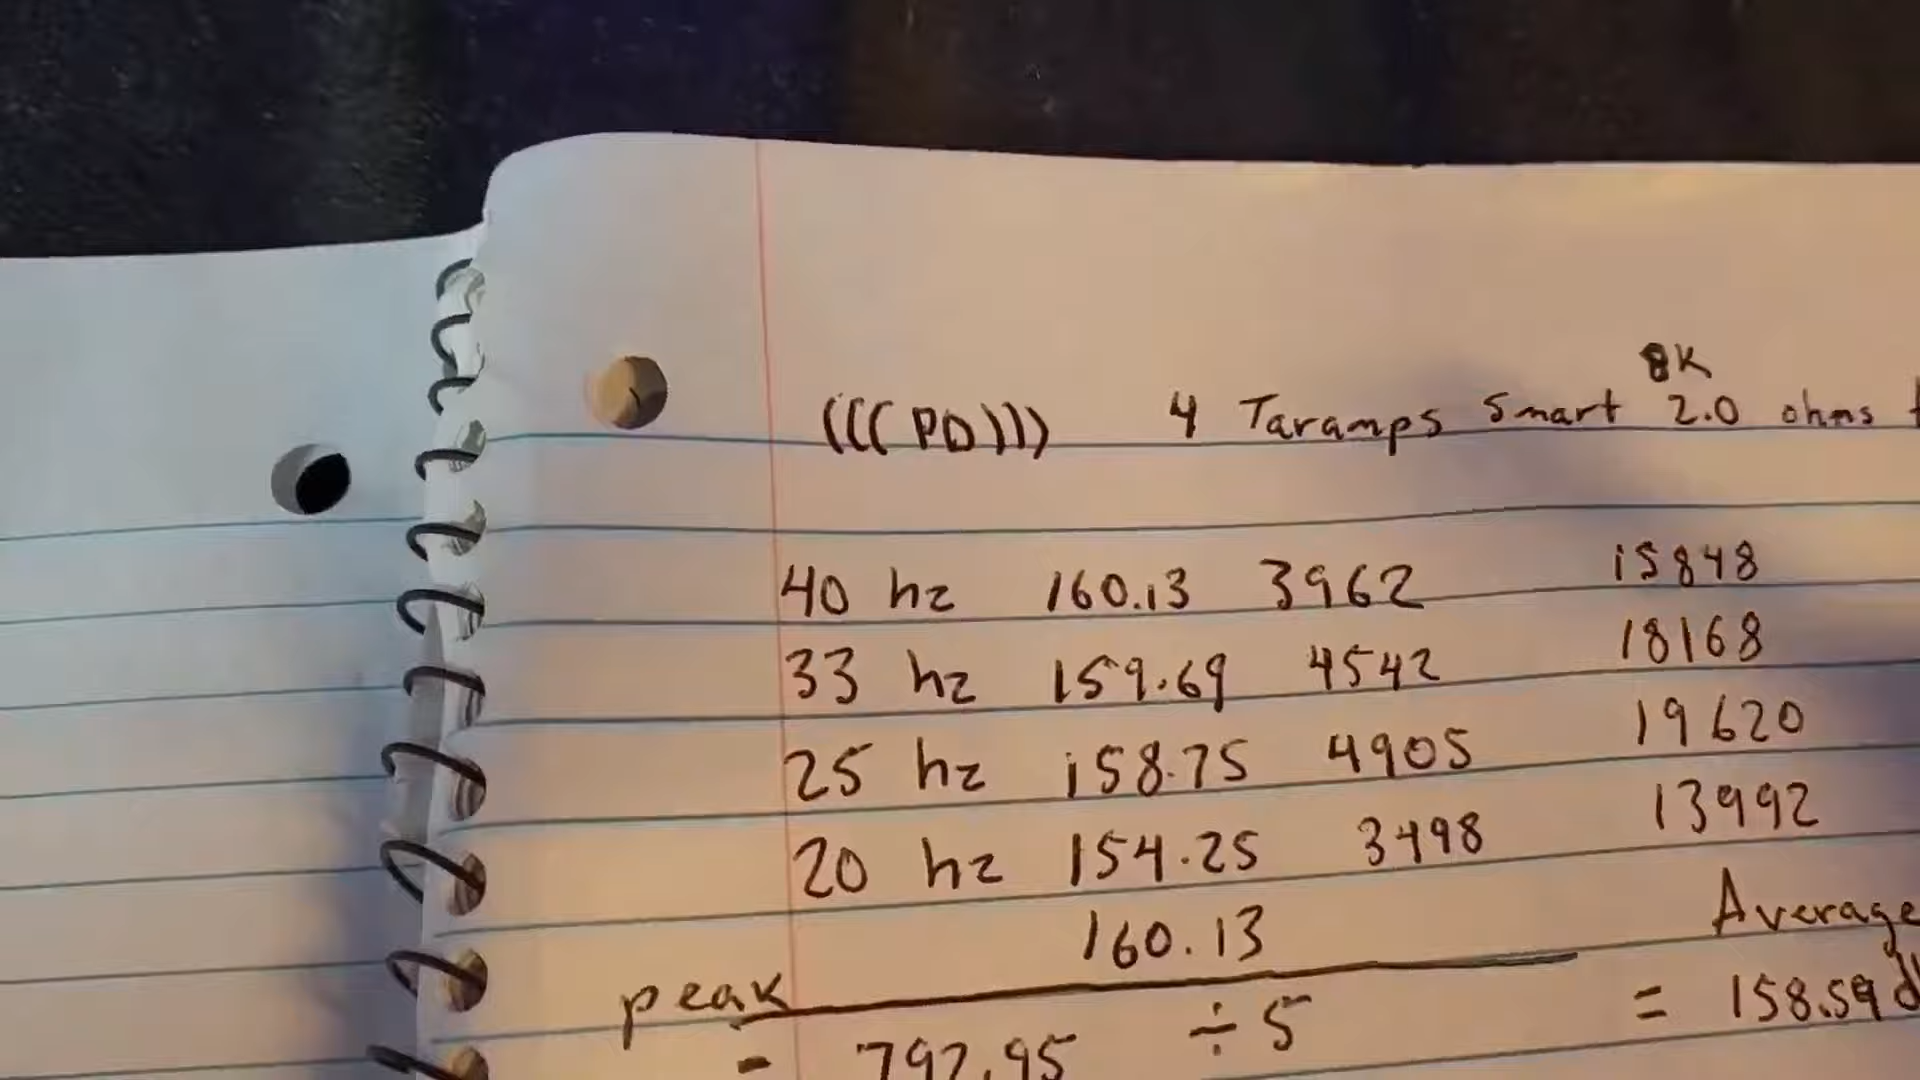 8K
(((PD))) 4 Taramps Smart 2.0 ohms
40 hz 160.13 3962 15848
33 hz 159.69 4542 18168
25 hz 158.75 4905 19620
20 hz 154.25 3498 13992
peak 160.13 Average
- 792.95 ÷ 5 = 158.59